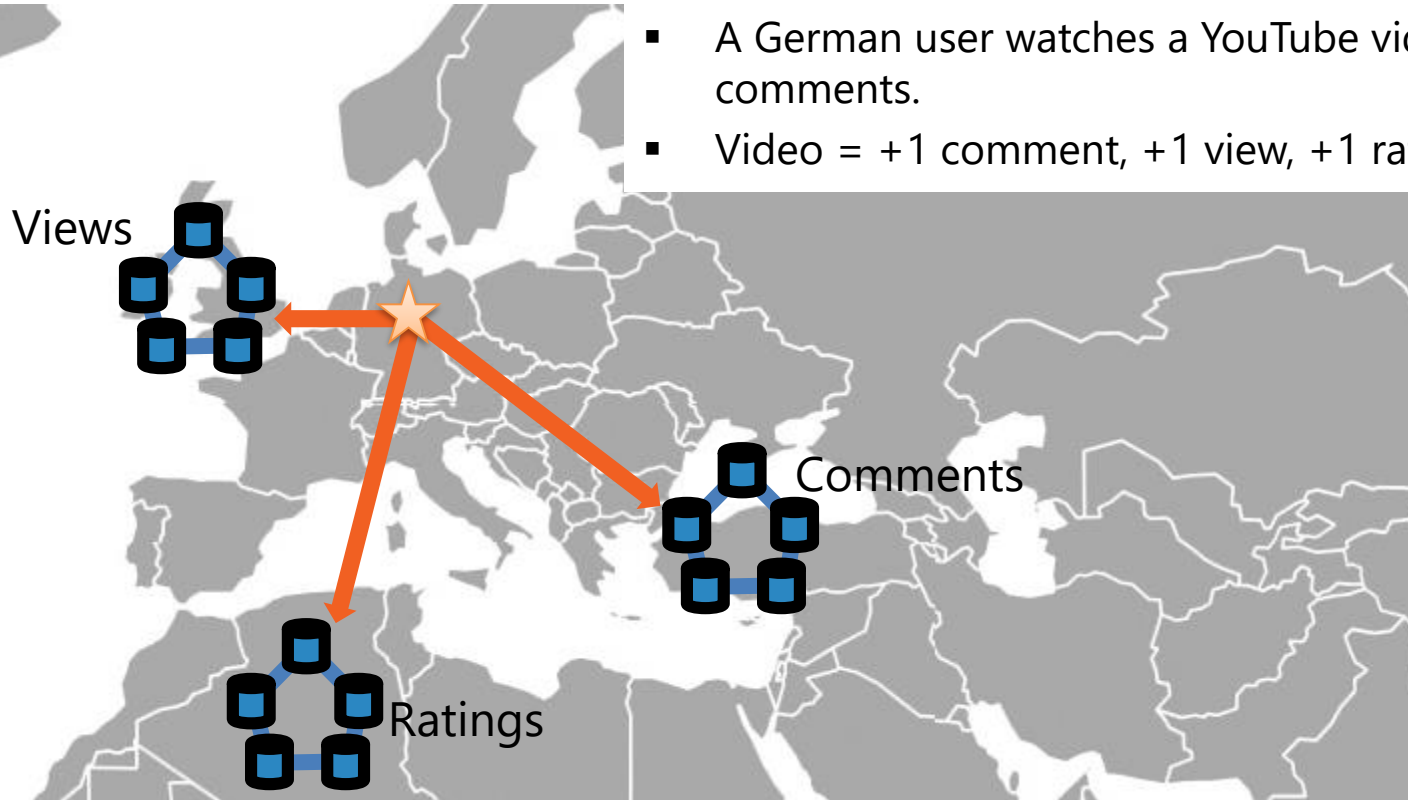 ▪ A German user watches a YouTube
comments.
▪ Video = +1 comment, +1 view, +1
Views
Comments
Ratings